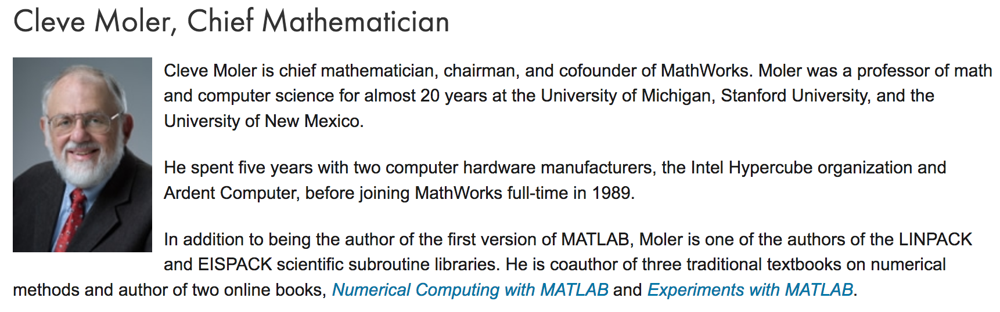 Cleve Moler, Chief Mathematician
Cleve Moler is chief mathematician, chairman, and cofounder of MathWorks. Moler was a professor of math
and computer science for almost 20 years at the University of Michigan, Stanford University, and the
University of New Mexico.
He spent five years with two computer hardware manufacturers, the Intel Hypercube organization and
Ardent Computer, before joining MathWorks full-time in 1989.
In addition to being the author of the first version of MATLAB, Moler is one of the authors of the LINPACK
and EISPACK scientific subroutine libraries. He is coauthor of three traditional textbooks on numerical
methods and author of two online books, Numerical Computing with MATLAB and Experiments with MATLAB.